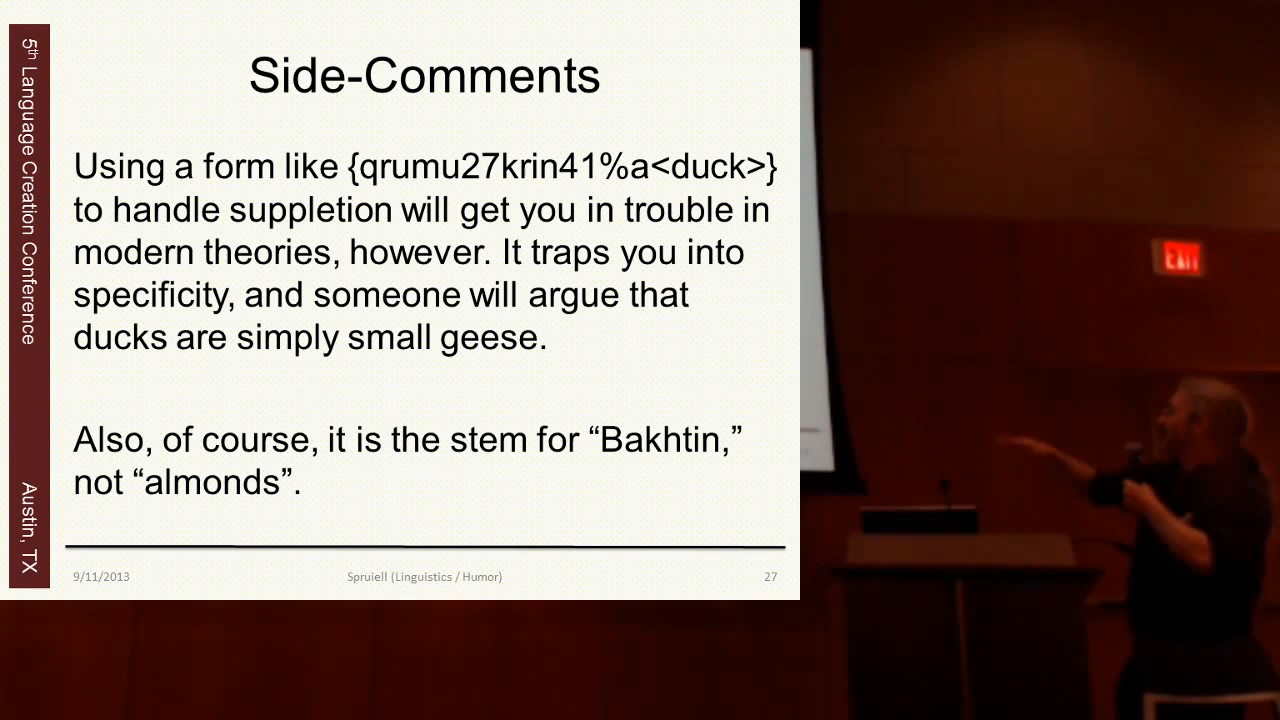 5th Language Creation Conference
Austin, TX
Side-Comments
Using a form like {qrumu27krin41%a<duck>}
to handle suppletion will get you in trouble in
modern theories, however. It traps you into
specificity, and someone will argue that
ducks are simply small geese.
Also, of course, it is the stem for “Bakhtin,”
not “almonds”.
9/11/2013
Spruiell (Linguistics / Humor)
27
EXIT